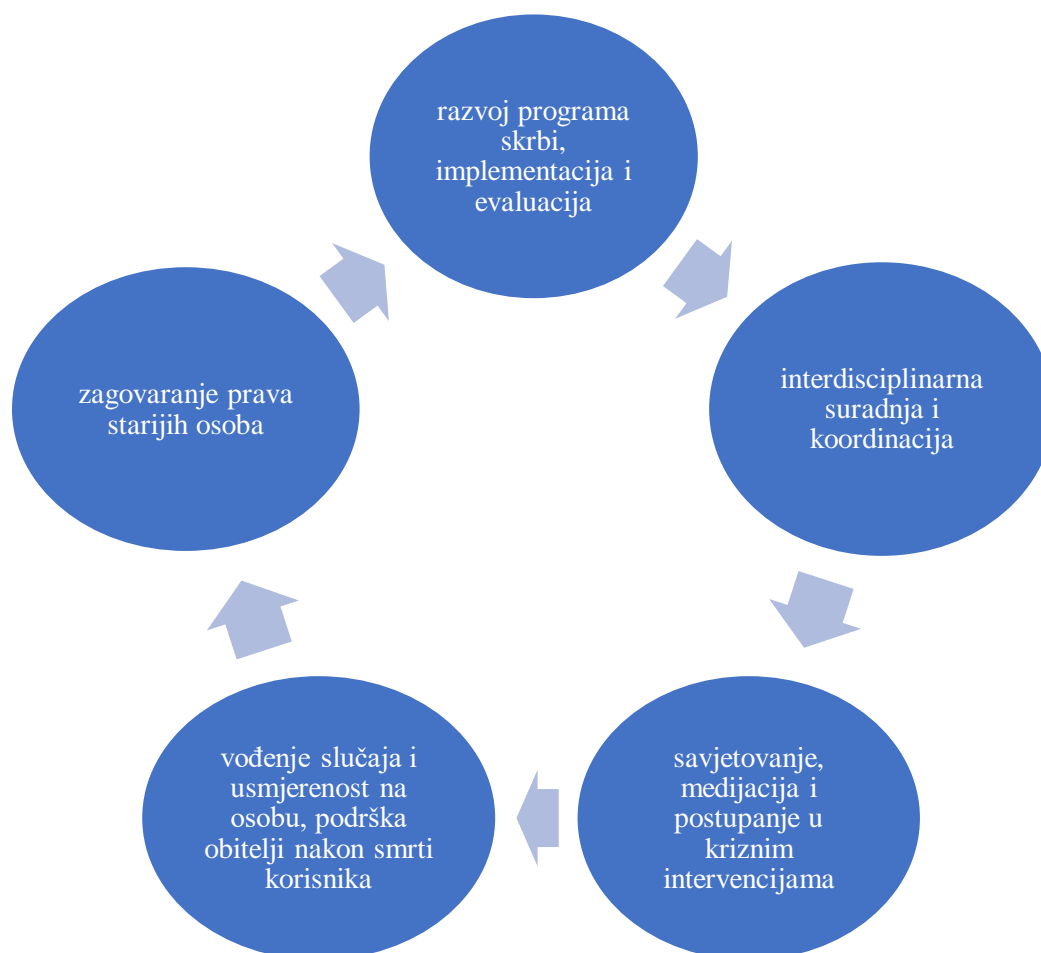 razvoj programa
skrbi,
implementacija i
evaluacija
interdisciplinarna
suradnja i
koordinacija
savjetovanje,
medijacija i
postupanje u
kriznim
intervencijama
vođenje slučaja i
usmjerenost na
osobu, podrška
obitelji nakon smrti
korisnika
zagovaranje prava
starijih osoba